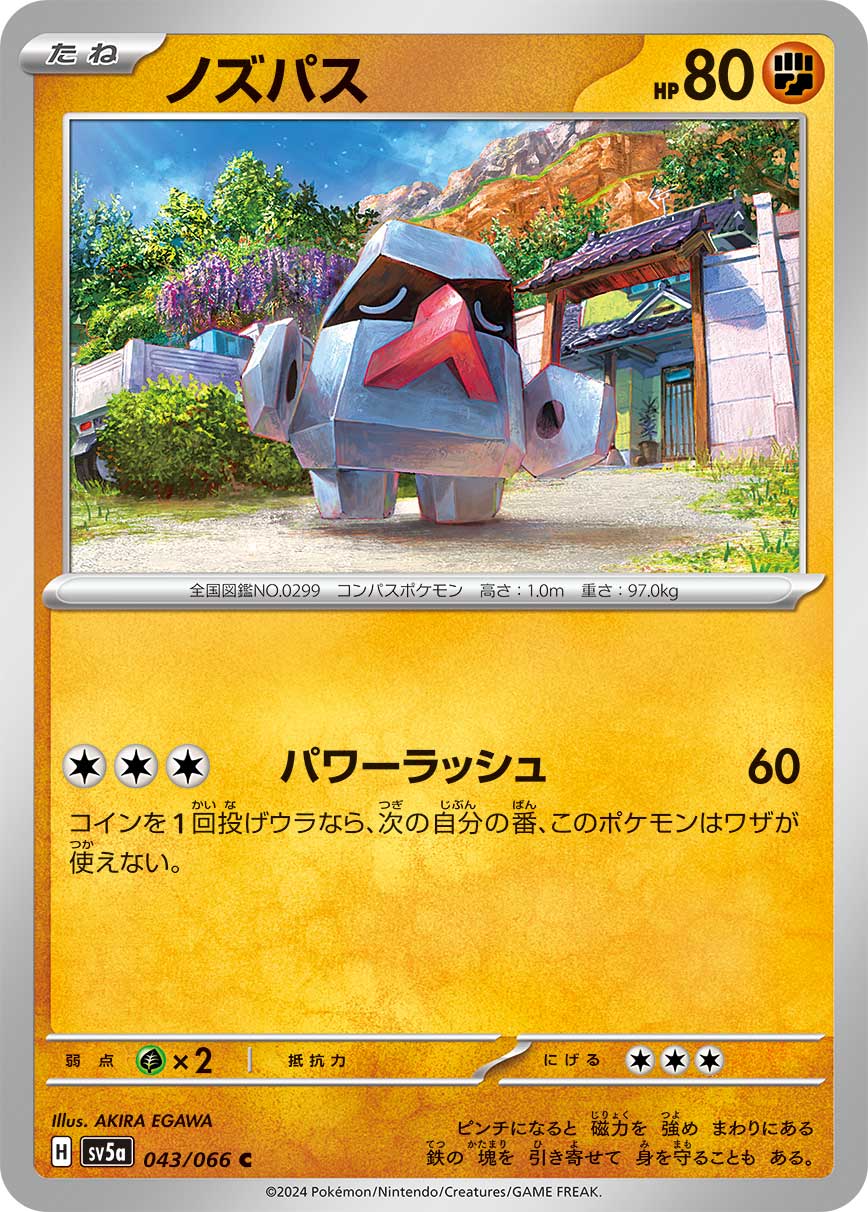 たね
ノズパス
HP80
全国図鑑NO.0299 コンパスポケモン 高さ:1.0m 重さ:97.0kg
パワーラッシュ 60
コインを1回投げウラなら、次の自分の番、このポケモンはワザが
使えない。
弱点 ×2 抵抗力 にげる
Illus. AKIRA EGAWA
ピンチになると 磁力を 強め まわりにある
鉄の 塊を 引き寄せて 身を守ることも ある。
H sv5a 043/066 C
©2024 Pokémon/Nintendo/Creatures/GAME FREAK.